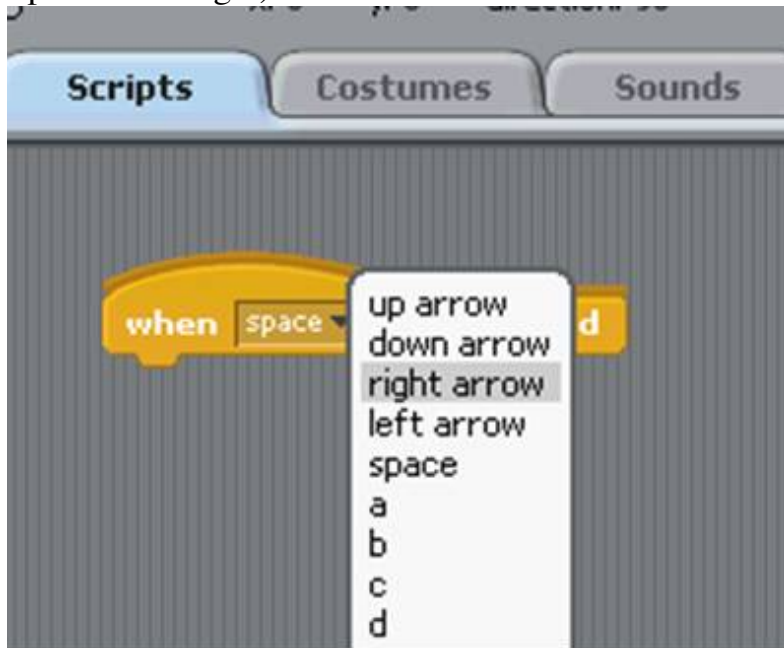 Scripts Costumes Sounds
when space d
up arrow
down arrow
right arrow
left arrow
space
a
b
c
d